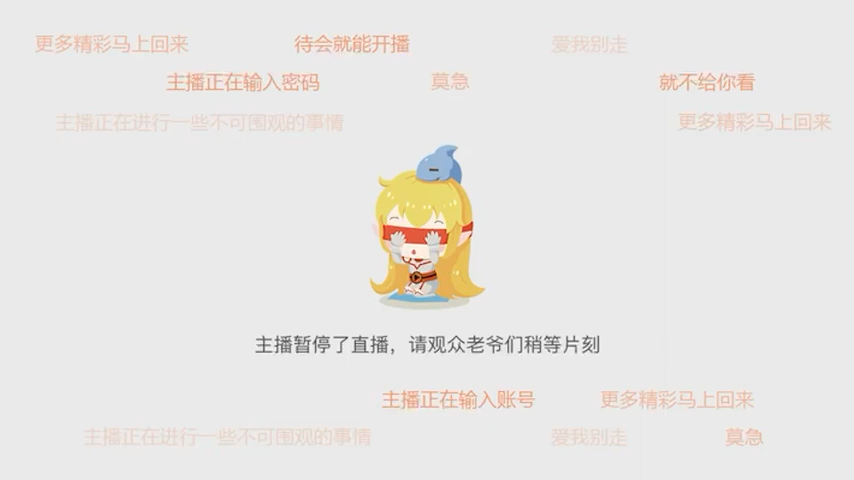 更多精彩马上回来
待会就能开播
爱我别走
主播正在输入密码
莫急
就不给你看
主播正在进行一些不可围观的事情
更多精彩马上回来
主播暂停了直播，请观众老爷们稍等片刻
主播正在输入账号
更多精彩马上回来
主播正在进行一些不可围观的事情
爱我别走
莫急